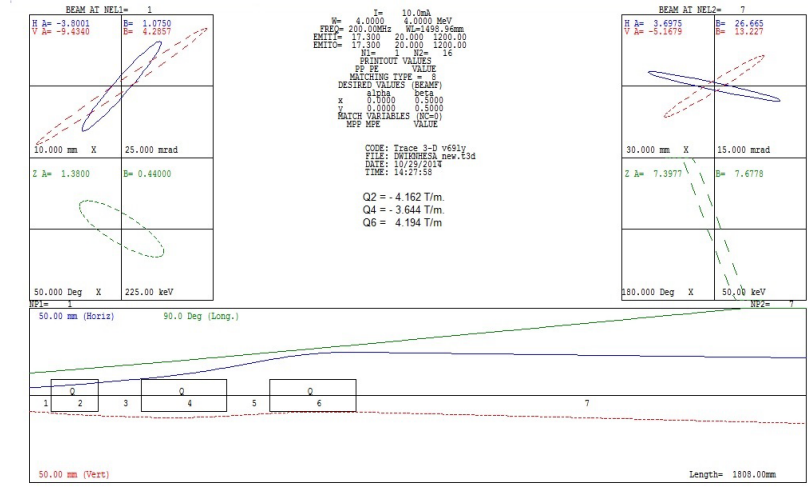 BEAM AT NEL1= 1
H A= -3.8001 B= 1.0750
V A= -9.4340 B= 4.2857
10.000 mm X 25.000 mrad
Z A= 1.3800 B= 0.44000
50.000 Deg X 225.00 keV
NP1= 1
I= 10.0mA
W= 4.0000 4.0000 MeV
FREQ= 200.00MHz WL=1498.96mm
EMITI= 17.300 20.000 1200.00
EMITO= 17.300 20.000 1200.00
N1= 1 N2= 16
PRINTOUT VALUES
PP PE VALUE
MATCHING TYPE = 8
DESIRED VALUES (BEAMF)
alpha beta
x 0.0000 0.5000
y 0.0000 0.5000
MATCH VARIABLES (NC=0)
MPP MPE VALUE
CODE: Trace 3-D v69ly
FILE: DWIKNHESA new.t3d
DATE: 10/29/2014
TIME: 14:27:58
Q2 = - 4.162 T/m.
Q4 = - 3.644 T/m.
Q6 = 4.194 T/m
BEAM AT NEL2= 7
H A= 3.6975 B= 26.665
V A= -5.1679 B= 13.227
30.000 mm X 15.000 mrad
Z A= 7.3977 B= 7.6778
180.000 Deg X 50.00 keV
NP2= 7
50.00 mm (Horiz) 90.0 Deg (Long.)
Q Q Q
1 2 3 4 5 6 7
50.00 mm (Vert) Length= 1808.00mm